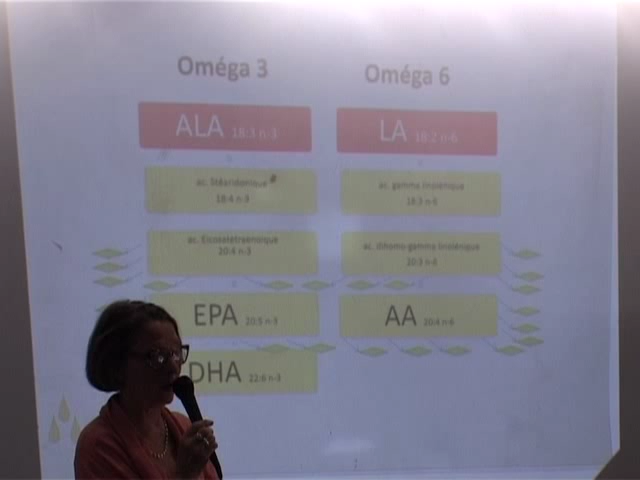 Oméga 3
ALA 18:3 n-3
ac. Stéaridonique
18:4 n-3
ac. Eicosatetraenoique
20:4 n-3
EPA 20:5 n-3
DHA 22:6 n-3
Oméga 6
LA 18:2 n-6
ac. gamma linolénique
18:3 n-6
ac. dihomo-gamma linolénique
20:3 n-6
AA 20:4 n-6